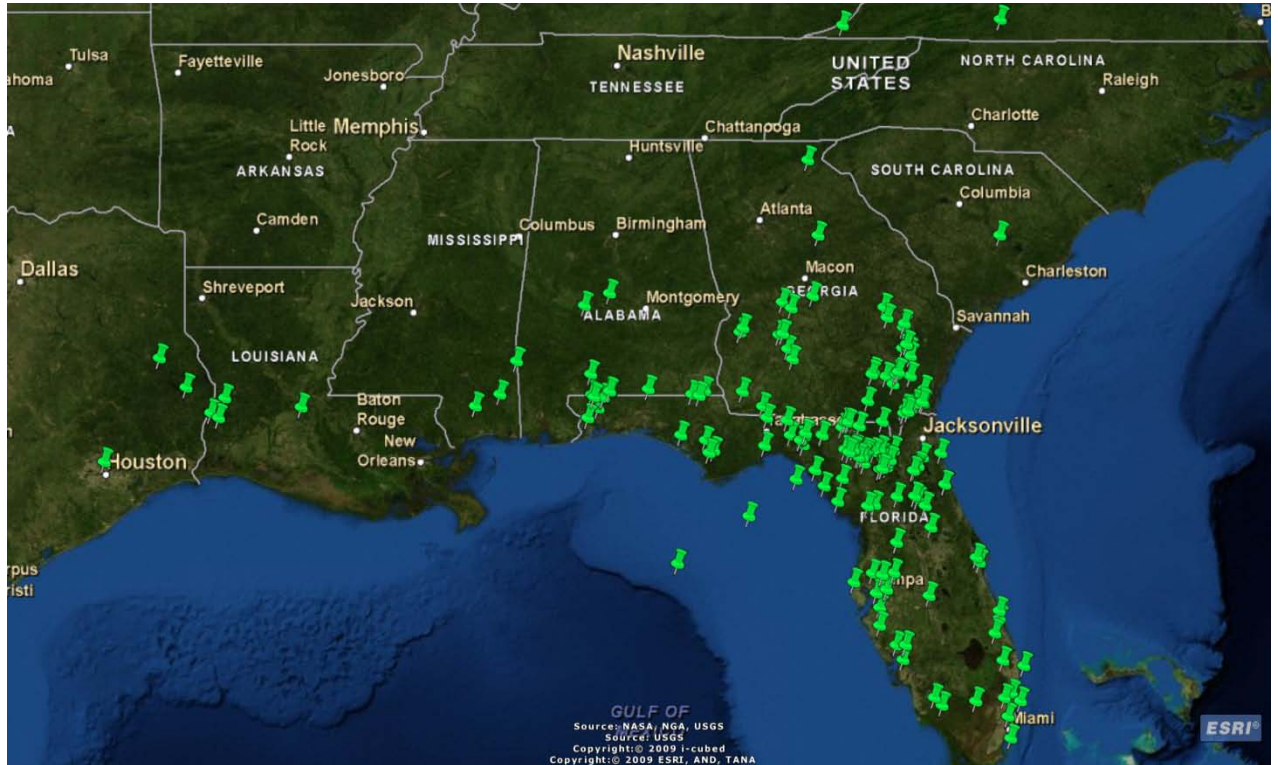 Tulsa
Fayetteville
Nashville
UNITED
STATES
NORTH CAROLINA
ahoma
Jonesboro
TENNESSEE
Raleigh
Little
Rock
Memphis
Chattanooga
Charlotte
A
ARKANSAS
Huntsville
SOUTH CAROLINA
Camden
Columbus
Birmingham
Atlanta
Columbia
MISSISSIPPI
Dallas
Macon
Charleston
Shreveport
Jackson
Montgomery
GEORGIA
ALABAMA
Savannah
LOUISIANA
Baton
Rouge
Jacksonville
New
Orleans
Houston
FLORIDA
rpus
risti
mpa
GULF OF
Miami
Source: NASA, NGA, USGS
Source: USGS
Copyright:© 2009 i-cubed
Copyright:© 2009 ESRI, AND, TANA
ESRI®